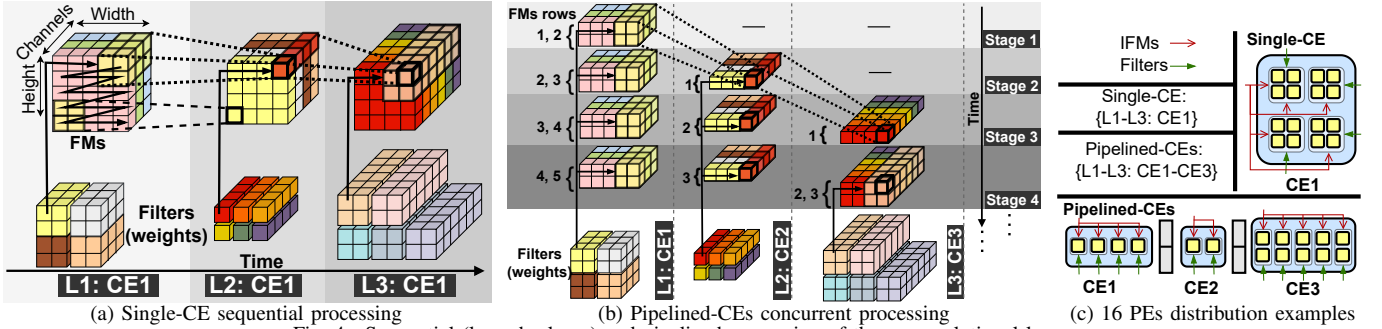 Channels
Width
Height
FMs
Filters
(weights)
Time
L1: CE1
L2: CE1
L3: CE1
(a) Single-CE sequential processing
FMs rows
1, 2
2, 3
3, 4
4, 5
1
2
3
1
2, 3
Stage 1
Stage 2
Stage 3
Stage 4
Time
Filters
(weights)
L1: CE1
L2: CE2
L3: CE3
(b) Pipelined-CEs concurrent processing
IFMs
Filters
Single-CE
Single-CE:
{L1-L3: CE1}
Pipelined-CEs:
{L1-L3: CE1-CE3}
CE1
Pipelined-CEs
CE1
CE2
CE3
(c) 16 PEs distribution examples